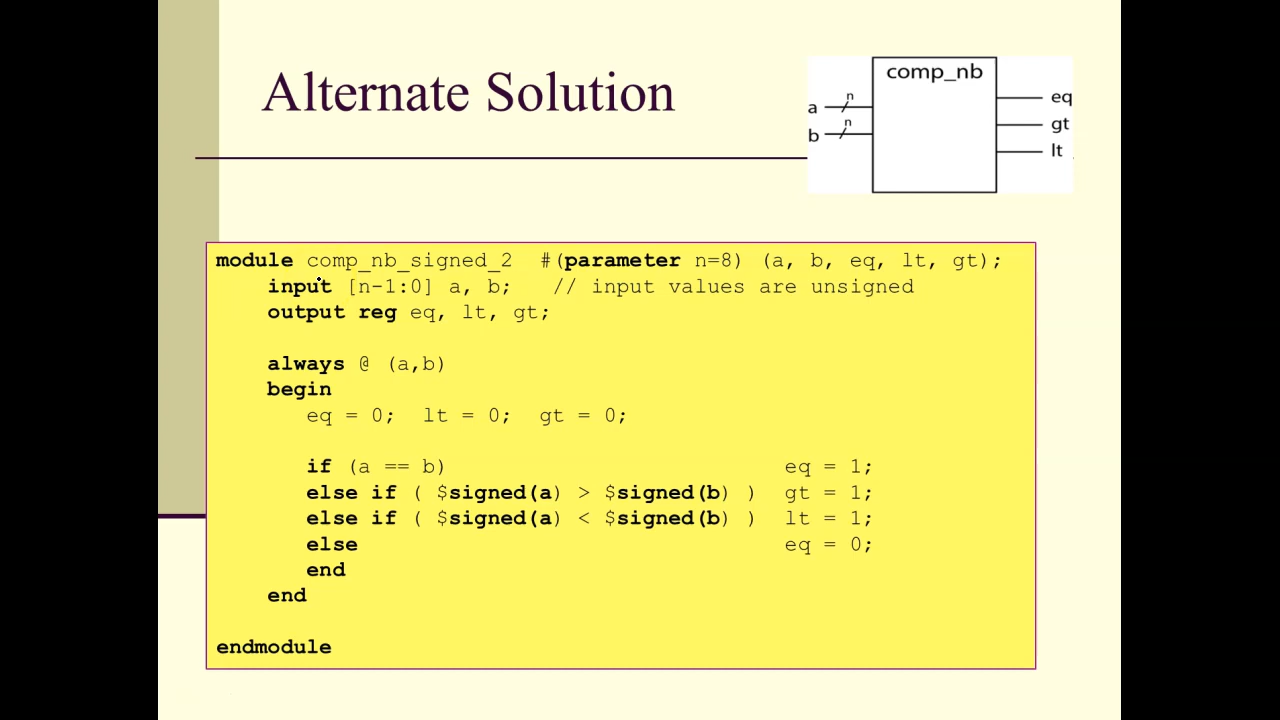 Alternate Solution
comp_nb
a n
b n
eq
gt
lt
module comp_nb_signed_2 #(parameter n=8) (a, b, eq, lt, gt);
input [n-1:0] a, b; // input values are unsigned
output reg eq, lt, gt;
always @ (a,b)
begin
eq = 0; lt = 0; gt = 0;
if (a == b) eq = 1;
else if ( $signed(a) > $signed(b) ) gt = 1;
else if ( $signed(a) < $signed(b) ) lt = 1;
else eq = 0;
end
end
endmodule